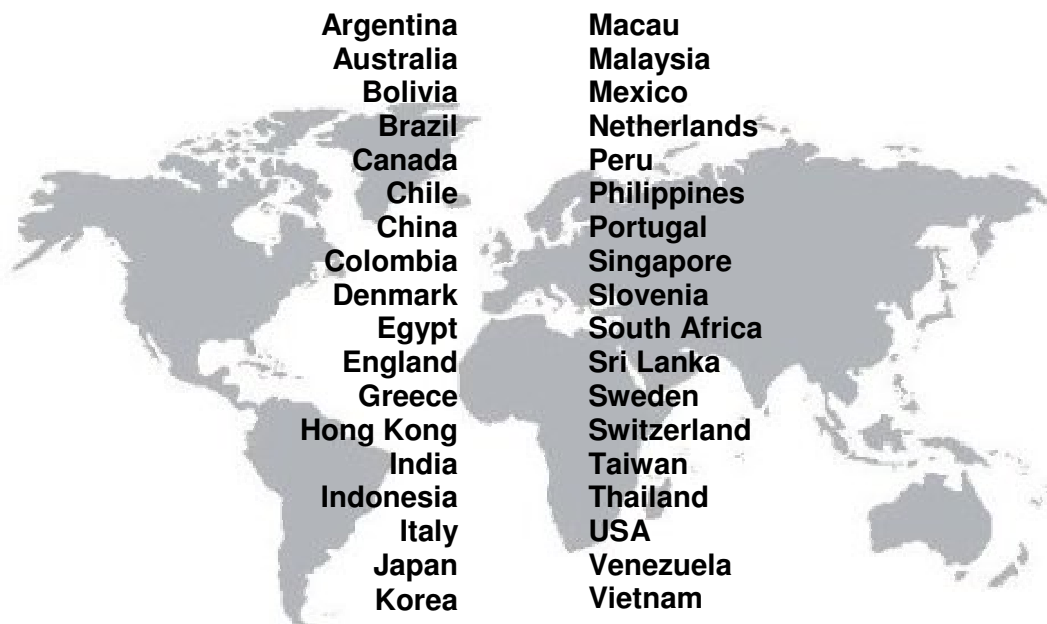 Argentina
Australia
Bolivia
Brazil
Canada
Chile
China
Colombia
Denmark
Egypt
England
Greece
Hong Kong
India
Indonesia
Italy
Japan
Korea
Macau
Malaysia
Mexico
Netherlands
Peru
Philippines
Portugal
Singapore
Slovenia
South Africa
Sri Lanka
Sweden
Switzerland
Taiwan
Thailand
USA
Venezuela
Vietnam